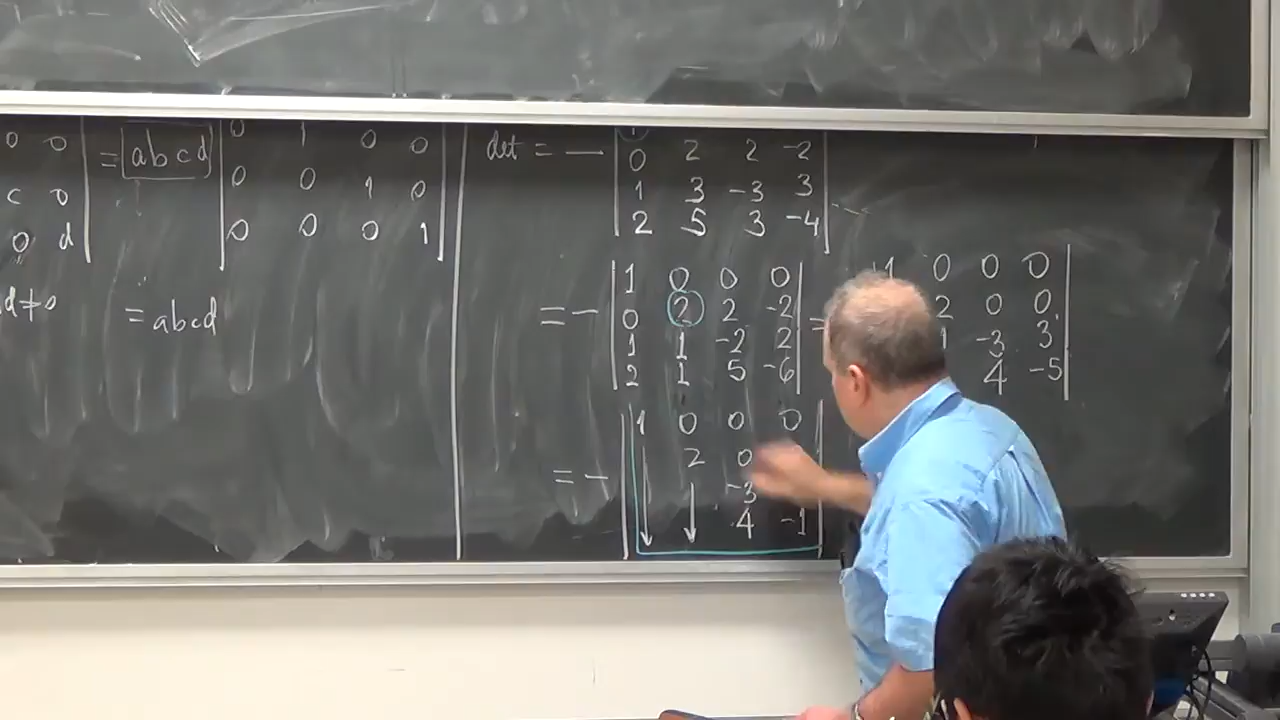 0 0 | = abcd | 0 1 0 0
c 0 | 0 0 1 0
0 d | 0 0 0 1 |
d ≠ 0 = abcd
det = — | 0 2 2 -2
1 3 -3 3
2 5 3 -4 |
= - | 1 0 0 0
0 2 2 -2
1 1 -2 2
2 1 5 -6 |
= 1 0 0 0
2 0 0
1 -3 3
4 -5 |
= - | 1 0 0 0
2 0
-3
4 -1 |